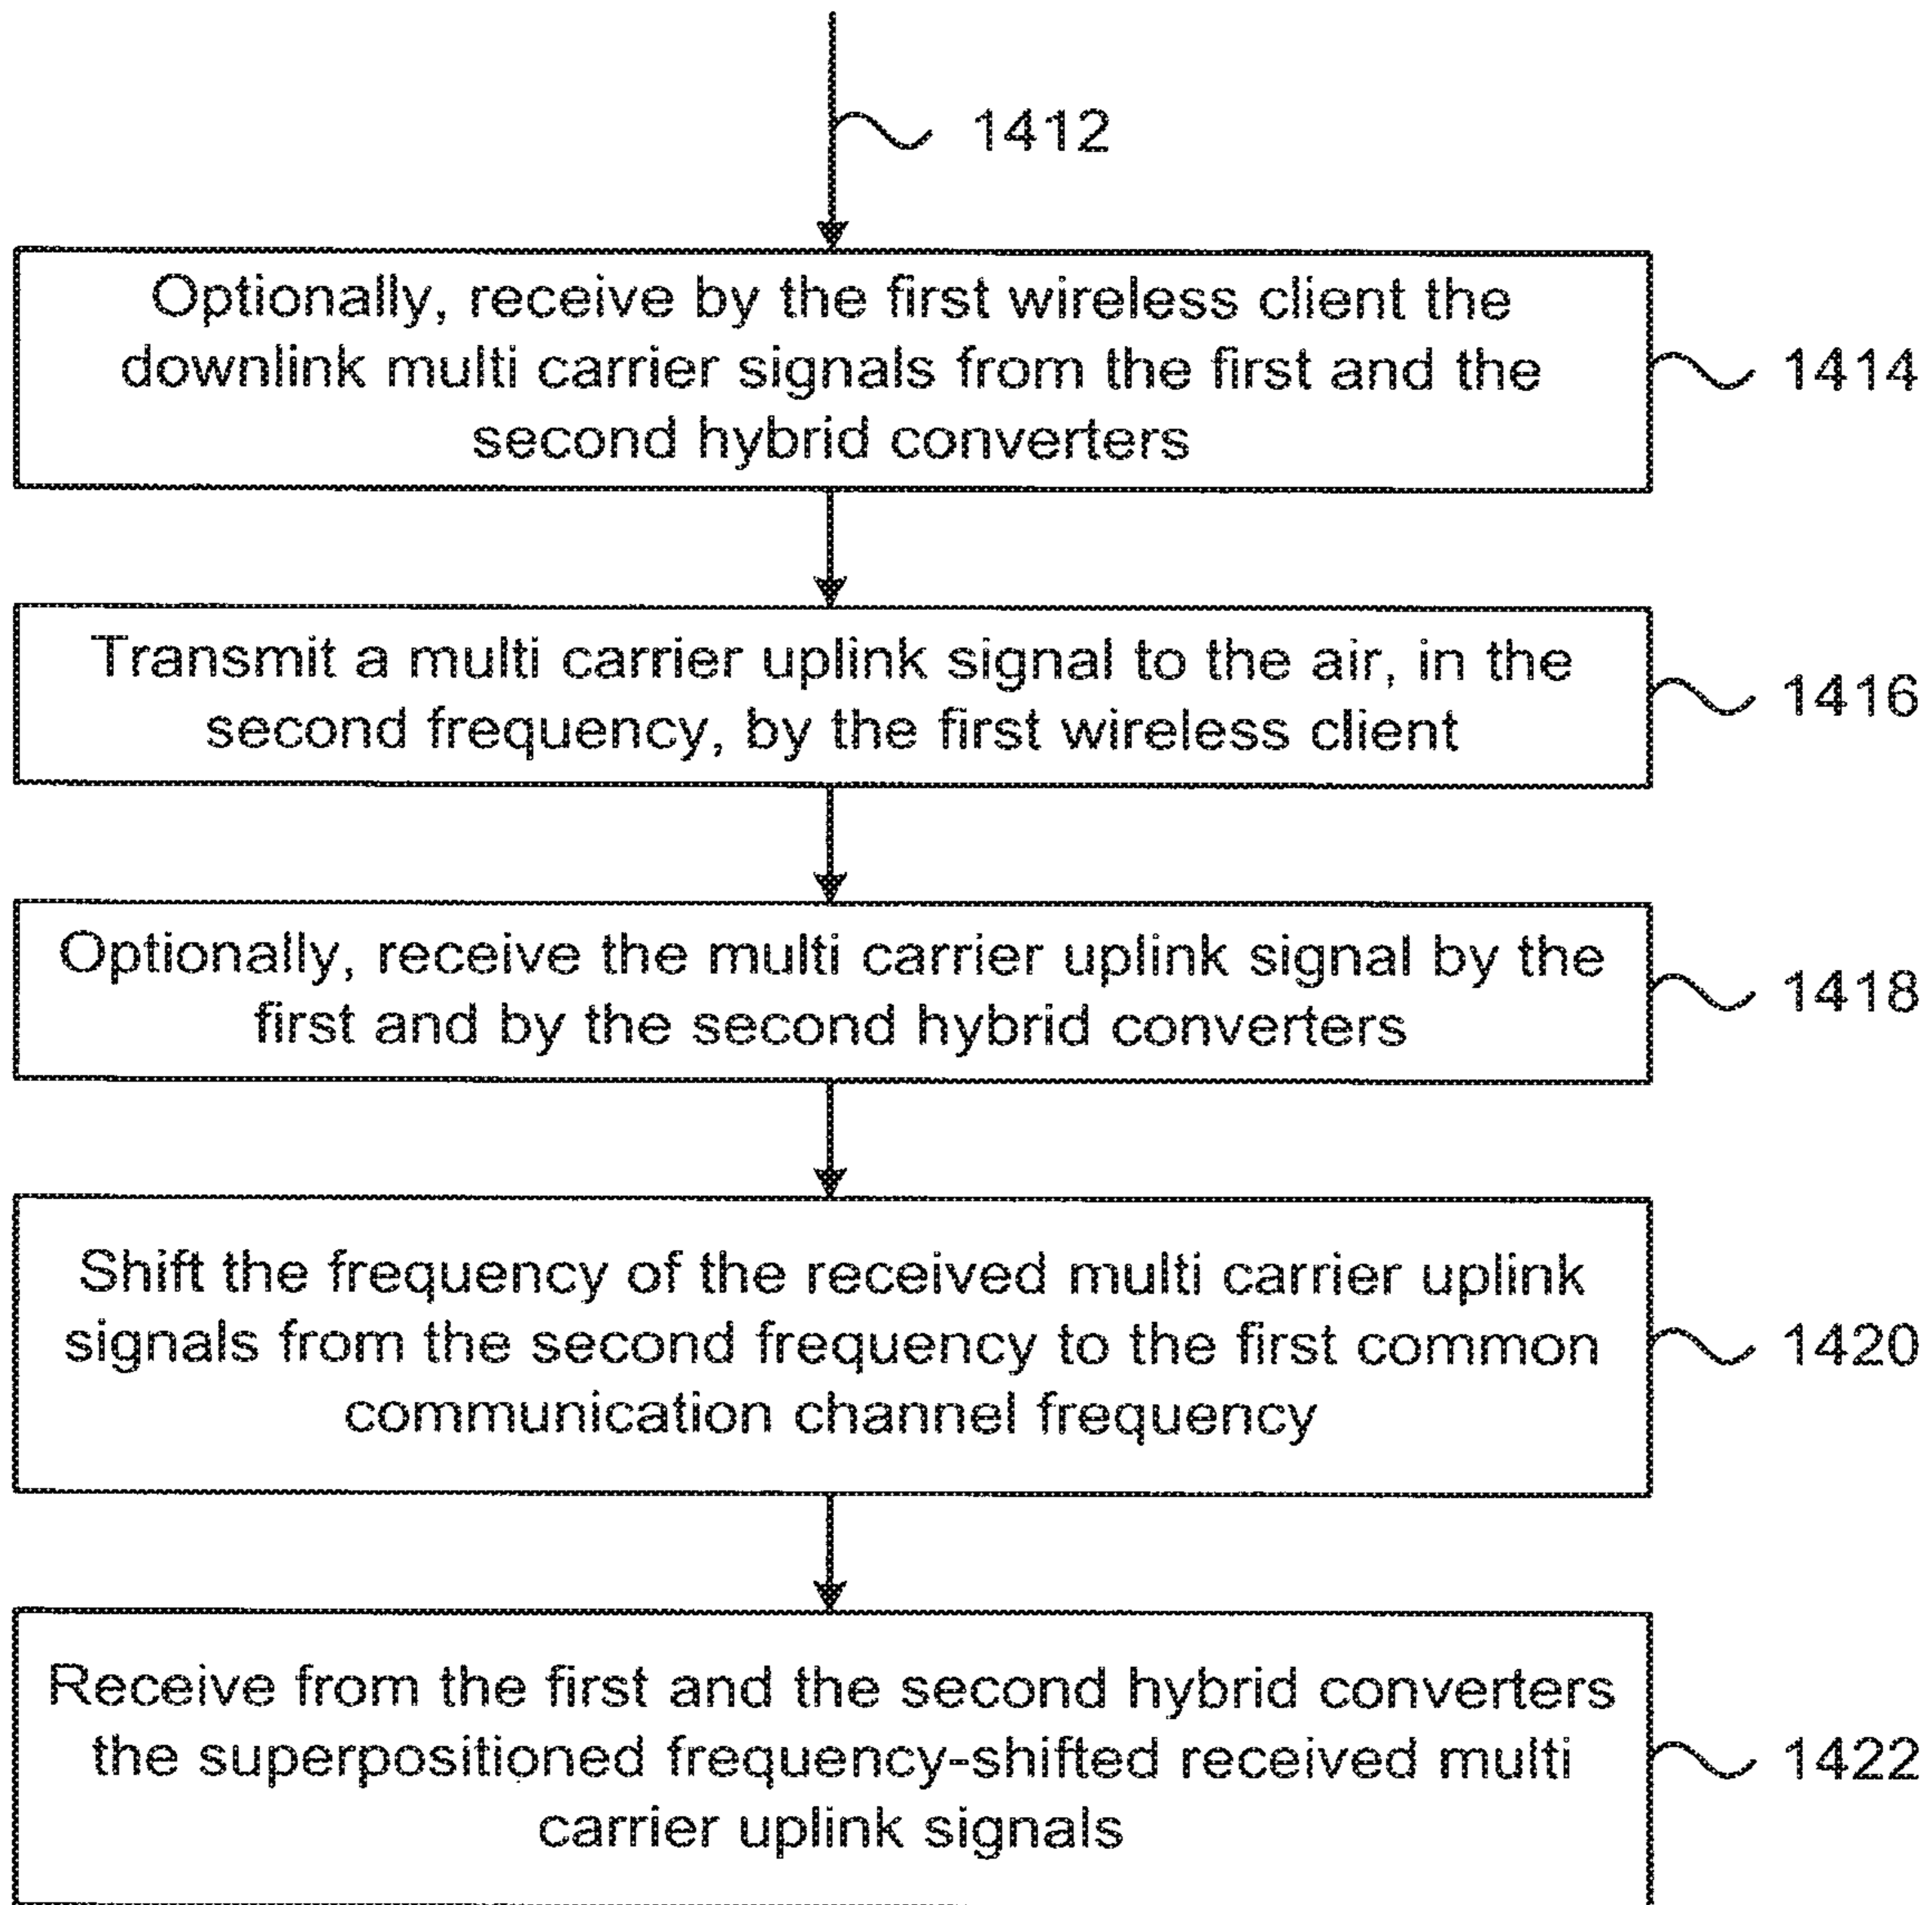 1412
Optionally, receive by the first wireless client the
downlink multi carrier signals from the first and the
second hybrid converters
1414
Transmit a multi carrier uplink signal to the air, in the
second frequency, by the first wireless client
1416
Optionally, receive the multi carrier uplink signal by the
first and by the second hybrid converters
1418
Shift the frequency of the received multi carrier uplink
signals from the second frequency to the first common
communication channel frequency
1420
Receive from the first and the second hybrid converters
the superpositioned frequency-shifted received multi
carrier uplink signals
1422